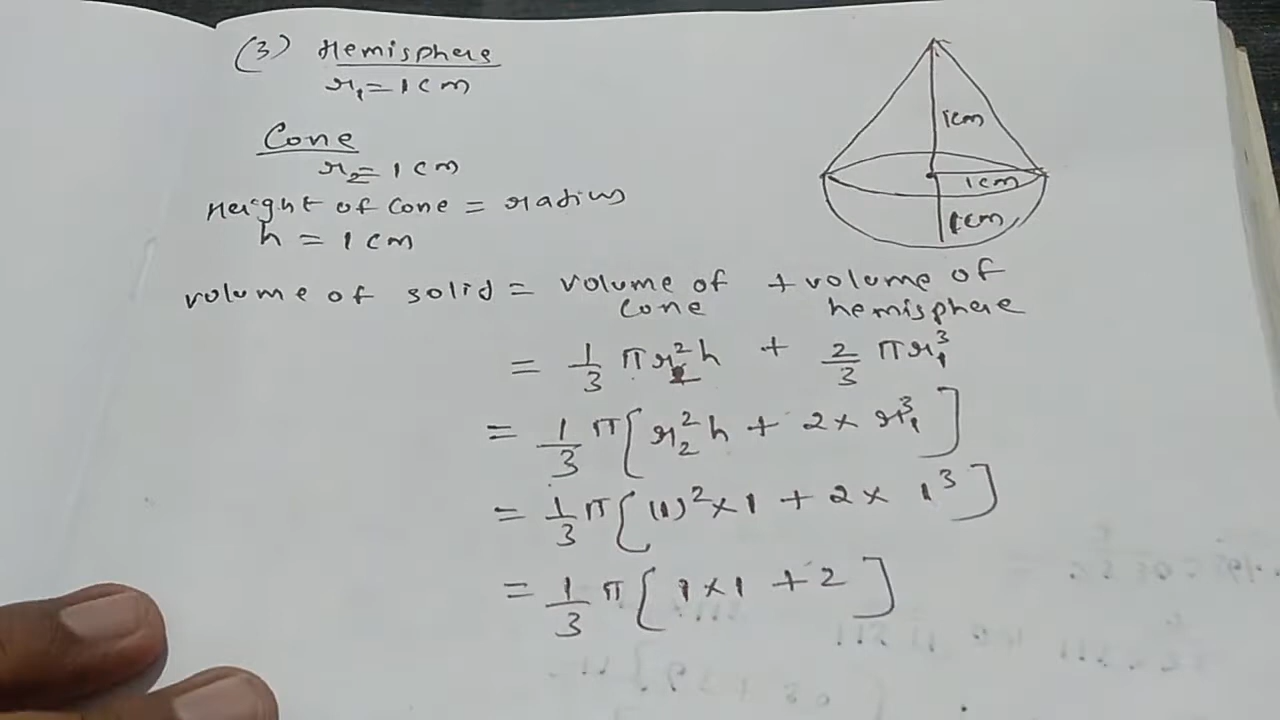 (3) Hemisphere
r₁ = 1 cm
Cone
r₂ = 1 cm
Height of cone = radius
h = 1 cm
1cm
1cm
1cm
volume of solid = volume of cone + volume of hemisphere
= 1/3 πr₂²h + 2/3 πr₁³
= 1/3 π[r₂²h + 2 × r₁³]
= 1/3 π[(1)² × 1 + 2 × 1³]
= 1/3 π[1 × 1 + 2]